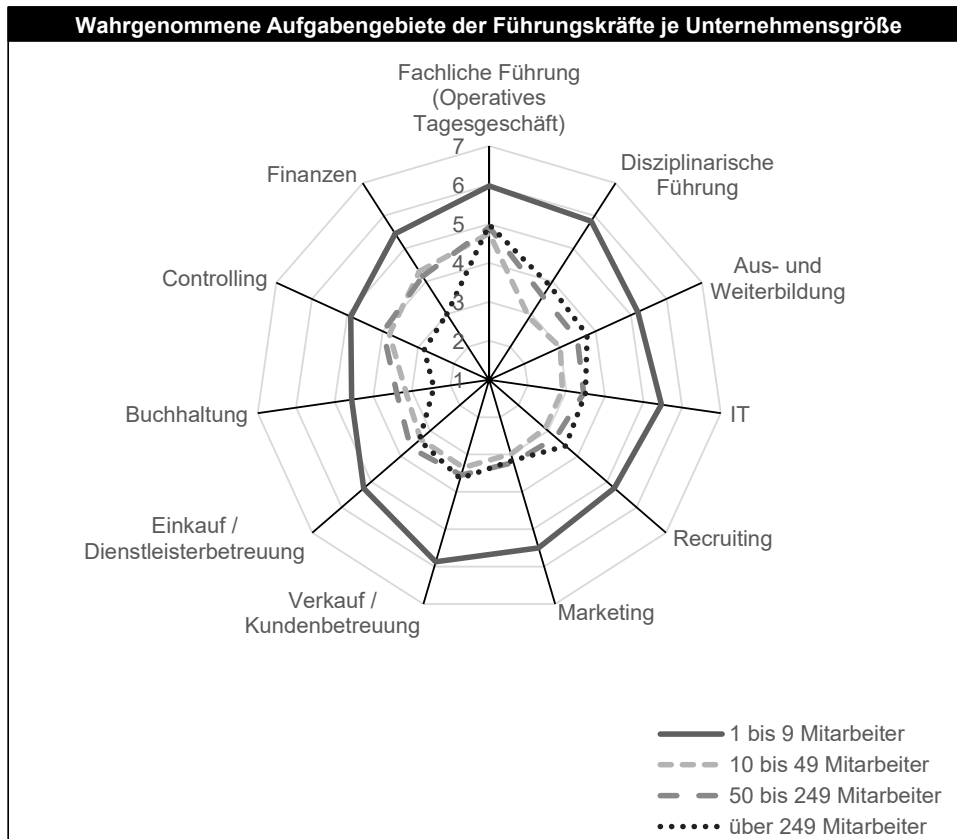 Wahrgenommene Aufgabengebiete der Führungskräfte je Unternehmensgröße
Fachliche Führung
(Operatives
Tagesgeschäft)
Disziplinarische
Führung
Aus- und
Weiterbildung
IT
Recruiting
Marketing
Verkauf /
Kundenbetreuung
Einkauf /
Dienstleisterbetreuung
Buchhaltung
Controlling
Finanzen
7
6
5
4
3
2
1
1 bis 9 Mitarbeiter
10 bis 49 Mitarbeiter
50 bis 249 Mitarbeiter
über 249 Mitarbeiter